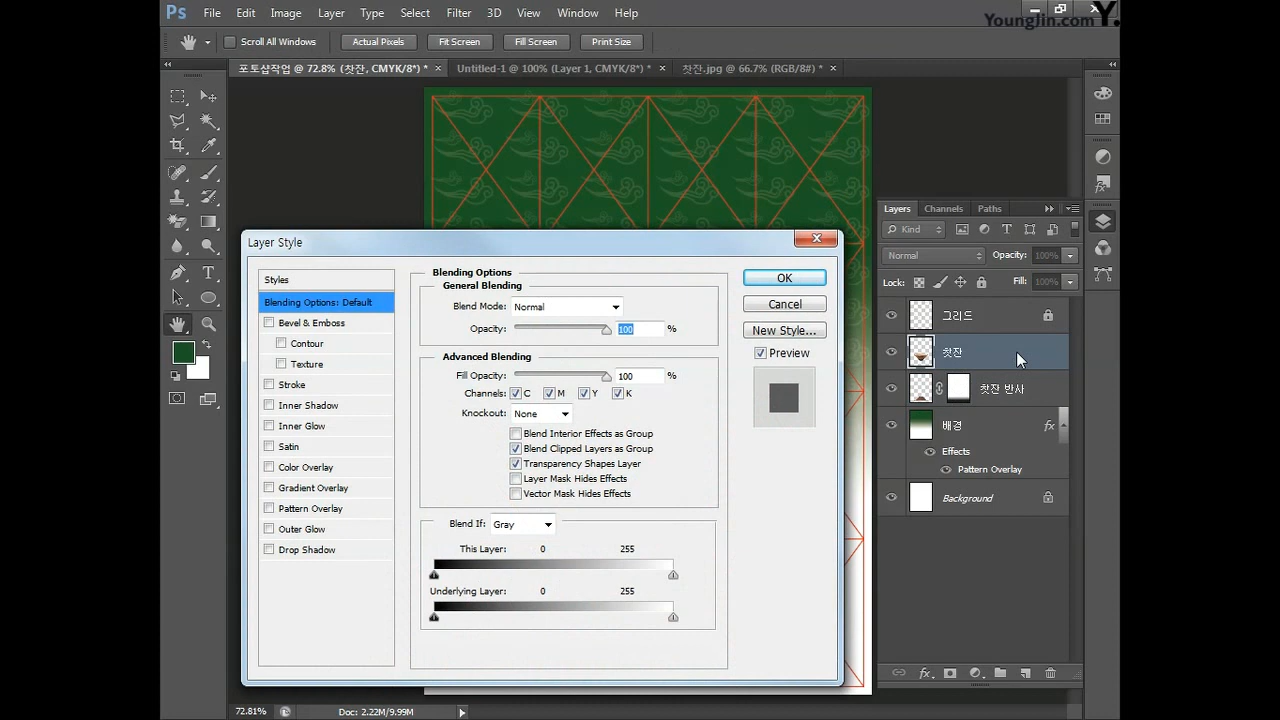 Ps File Edit Image Layer Type Select Filter 3D View Window Help
YoungJin.com Y.
Scroll All Windows Actual Pixels Fit Screen Fill Screen Print Size
포토샵작업 @ 72.8% (찻잔, CMYK/8*) * × Untitled-1 @ 100% (Layer 1, CMYK/8*) * × 찻잔.jpg @ 66.7% (RGB/8#) * ×
Layers Channels Paths
Kind
Normal Opacity: 100%
Lock: Fill: 100%
그리드
찻잔
찻잔 반사
배경 fx
Effects
Pattern Overlay
Background
Layer Style
Styles
Blending Options: Default
Bevel & Emboss
Contour
Texture
Stroke
Inner Shadow
Inner Glow
Satin
Color Overlay
Gradient Overlay
Pattern Overlay
Outer Glow
Drop Shadow
Blending Options
General Blending
Blend Mode: Normal
Opacity: 100 %
Advanced Blending
Fill Opacity: 100 %
Channels: C M Y K
Knockout: None
Blend Interior Effects as Group
Blend Clipped Layers as Group
Transparency Shapes Layer
Layer Mask Hides Effects
Vector Mask Hides Effects
Blend If: Gray
This Layer: 0 255
Underlying Layer: 0 255
OK
Cancel
New Style...
Preview
fx
72.81% Doc: 2.22M/9.99M